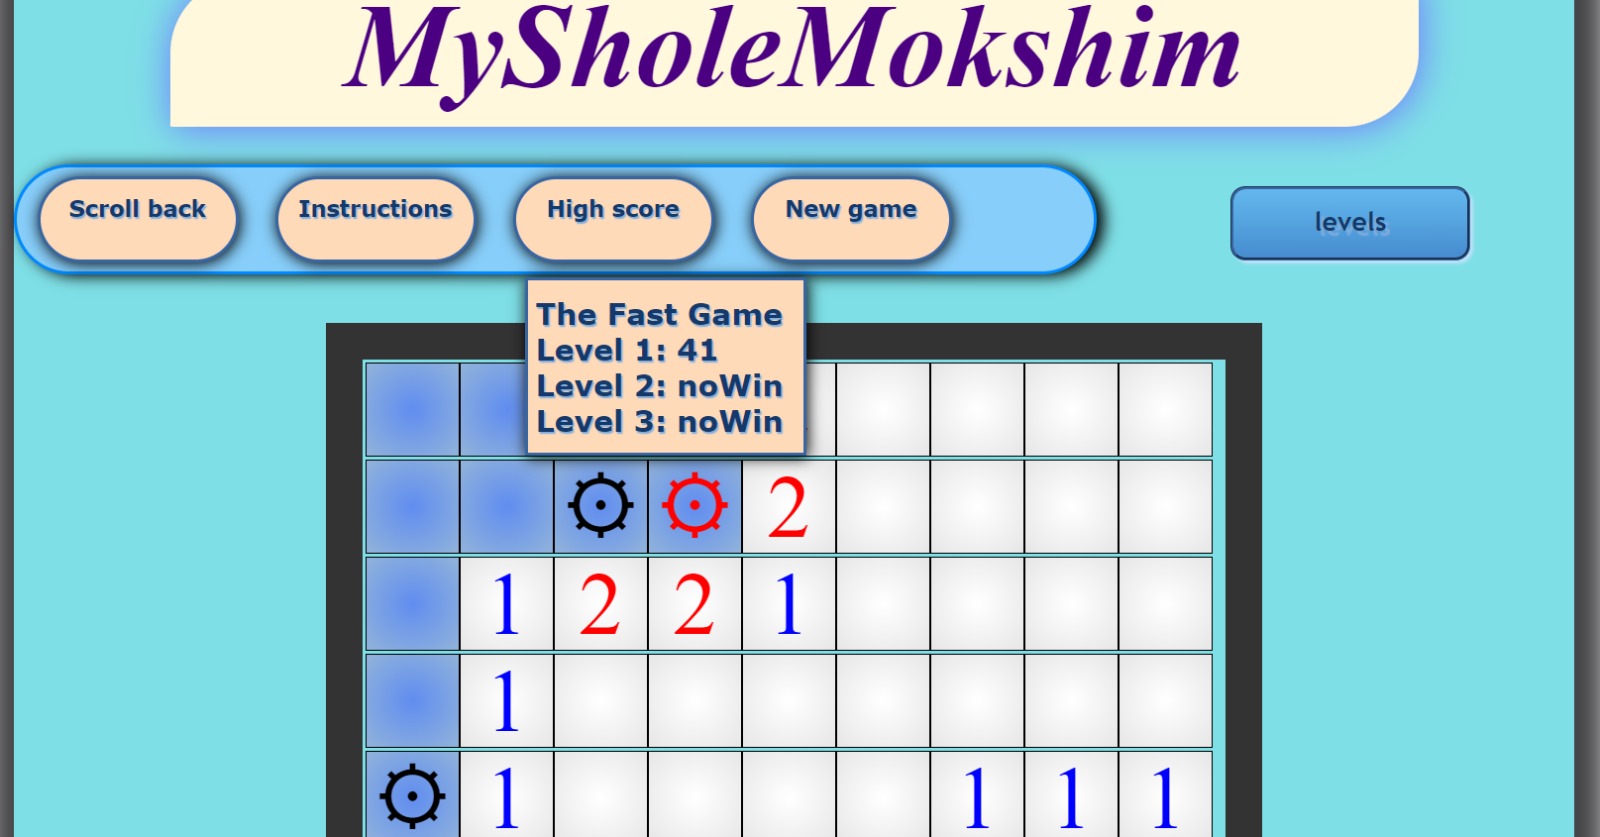 MySholeMokshim
Scroll back
Instructions
High score
New game
levels
The Fast Game
Level 1: 41
Level 2: noWin
Level 3: noWin
2
1 2 2 1
1
1 1 1 1